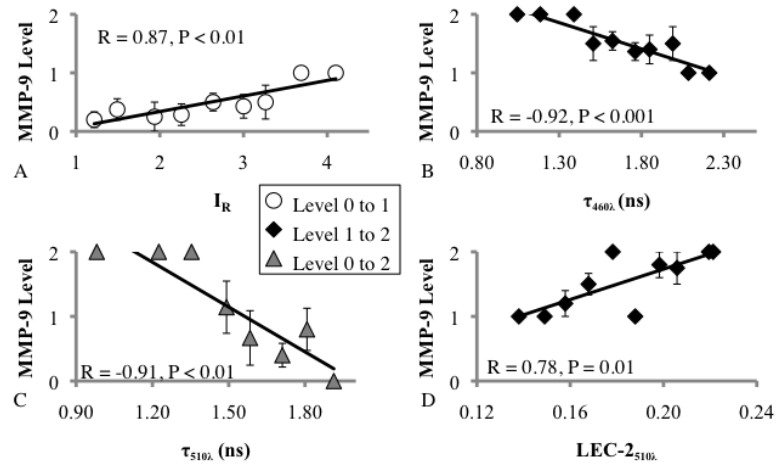 2
1
0
MMP-9 Level
R = 0.87, P < 0.01
1 2 3 4
A
I_R
2
1
0
MMP-9 Level
R = -0.92, P < 0.001
0.80 1.30 1.80 2.30
B
τ460λ (ns)
Level 0 to 1
Level 1 to 2
Level 0 to 2
2
1
0
MMP-9 Level
R = -0.91, P < 0.01
0.90 1.20 1.50 1.80
C
τ510λ (ns)
2
1
0
MMP-9 Level
R = 0.78, P = 0.01
0.12 0.16 0.20 0.24
D
LEC-2510λ